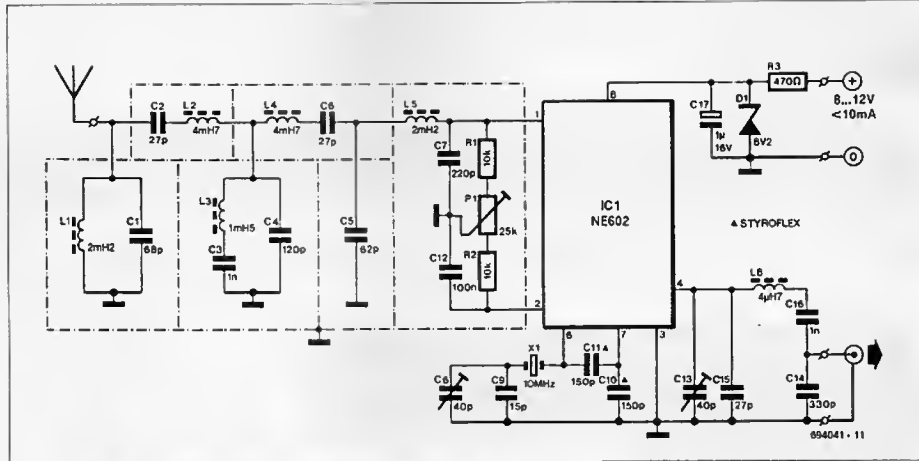 R3
470Ω
C2
27p
L2
4mH7
L4
4mH7
C6
27p
L5
2mH2
8
C17
1μ
16V
D1
6V2
8...12V
<10mA
0
1
C7
220p
R1
10k
P1
25k
IC1
NE602
▲ STYROFLEX
L1
2mH2
C1
68p
L3
1mH5
C3
1n
C4
120p
C5
62p
C12
100n
R2
10k
2
4
L6
4μH7
C16
1n
6
7
3
X1
10MHz
C11▲
150p
C6
40p
C9
15p
C10▲
150p
C13
40p
C15
27p
C14
330p
694041 - 11